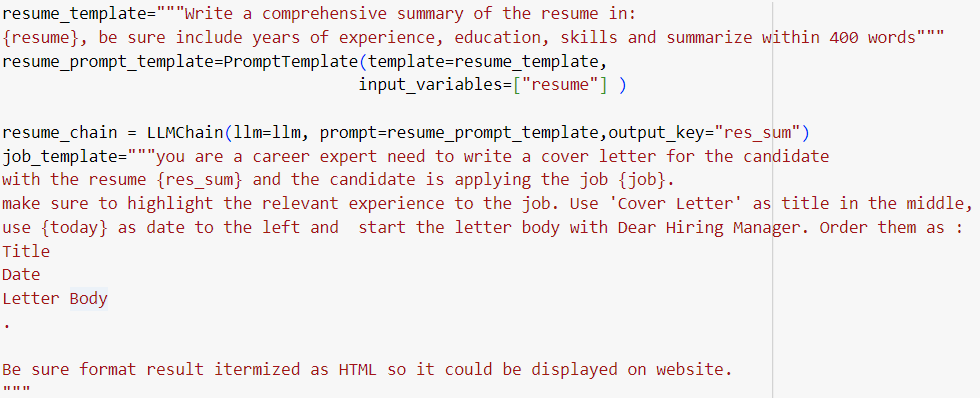 resume_template="""Write a comprehensive summary of the resume in:
{resume}, be sure include years of experience, education, skills and summarize within 400 words"""
resume_prompt_template=PromptTemplate(template=resume_template,
input_variables=["resume"] )
resume_chain = LLMChain(llm=llm, prompt=resume_prompt_template,output_key="res_sum")
job_template="""you are a career expert need to write a cover letter for the candidate
with the resume {res_sum} and the candidate is applying the job {job}.
make sure to highlight the relevant experience to the job. Use 'Cover Letter' as title in the middle,
use {today} as date to the left and  start the letter body with Dear Hiring Manager. Order them as :
Title
Date
Letter Body
.
Be sure format result itermized as HTML so it could be displayed on website.
"""